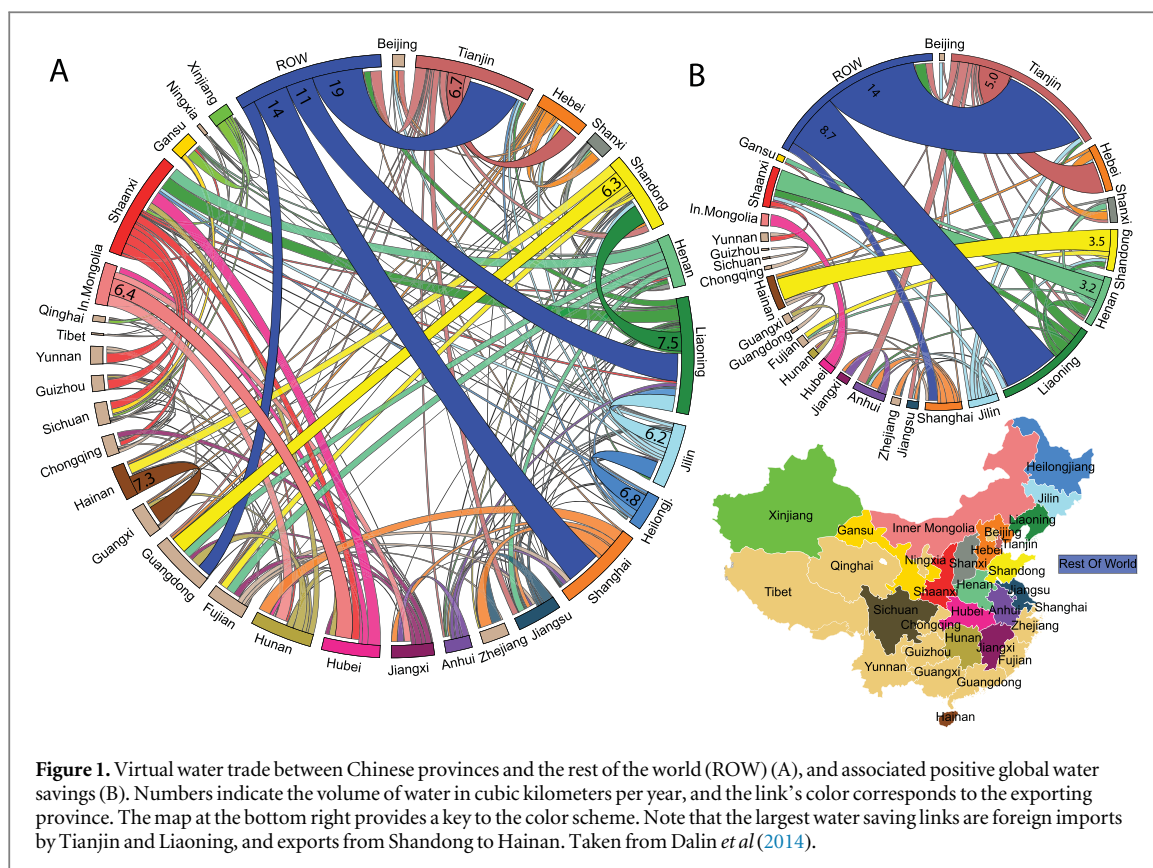 A
ROW
Beijing
Tianjin
Hebei
Shanxi
Shandong
Henan
Liaoning
Jilin
Heilongj.
Shanghai
Jiangsu
Zhejiang
Anhui
Jiangxi
Hubei
Hunan
Fujian
Guangdong
Guangxi
Hainan
Chongqing
Sichuan
Guizhou
Yunnan
Tibet
Qinghai
In.Mongolia
Shaanxi
Gansu
Ningxia
Xinjiang
14
11
19
6.7
6.3
7.5
6.2
6.8
7.3
6.4
B
ROW
Beijing
Tianjin
Hebei
Shanxi
Shandong
Henan
Liaoning
Jilin
Shanghai
Jiangsu
Zhejiang
Anhui
Jiangxi
Hubei
Hunan
Fujian
Guangdong
Guangxi
Hainan
Chongqing
Sichuan
Guizhou
Yunnan
In.Mongolia
Shaanxi
Gansu
8.7
14
5.0
3.5
3.2
Heilongjiang
Jilin
Xinjiang
Liaoning
Gansu
Inner Mongolia
Beijing
Tianjin
Hebei
Ningxia
Shanxi
Rest Of World
Qinghai
Shandong
Henan
Tibet
Shaanxi
Jiangsu
Sichuan
Hubei
Anhui
Shanghai
Chongqing
Zhejiang
Hunan
Jiangxi
Guizhou
Fujian
Yunnan
Guangxi
Guangdong
Hainan
Figure 1. Virtual water trade between Chinese provinces and the rest of the world (ROW) (A), and associated positive global water
savings (B). Numbers indicate the volume of water in cubic kilometers per year, and the link's color corresponds to the exporting
province. The map at the bottom right provides a key to the color scheme. Note that the largest water saving links are foreign imports
by Tianjin and Liaoning, and exports from Shandong to Hainan. Taken from Dalin et al (2014).